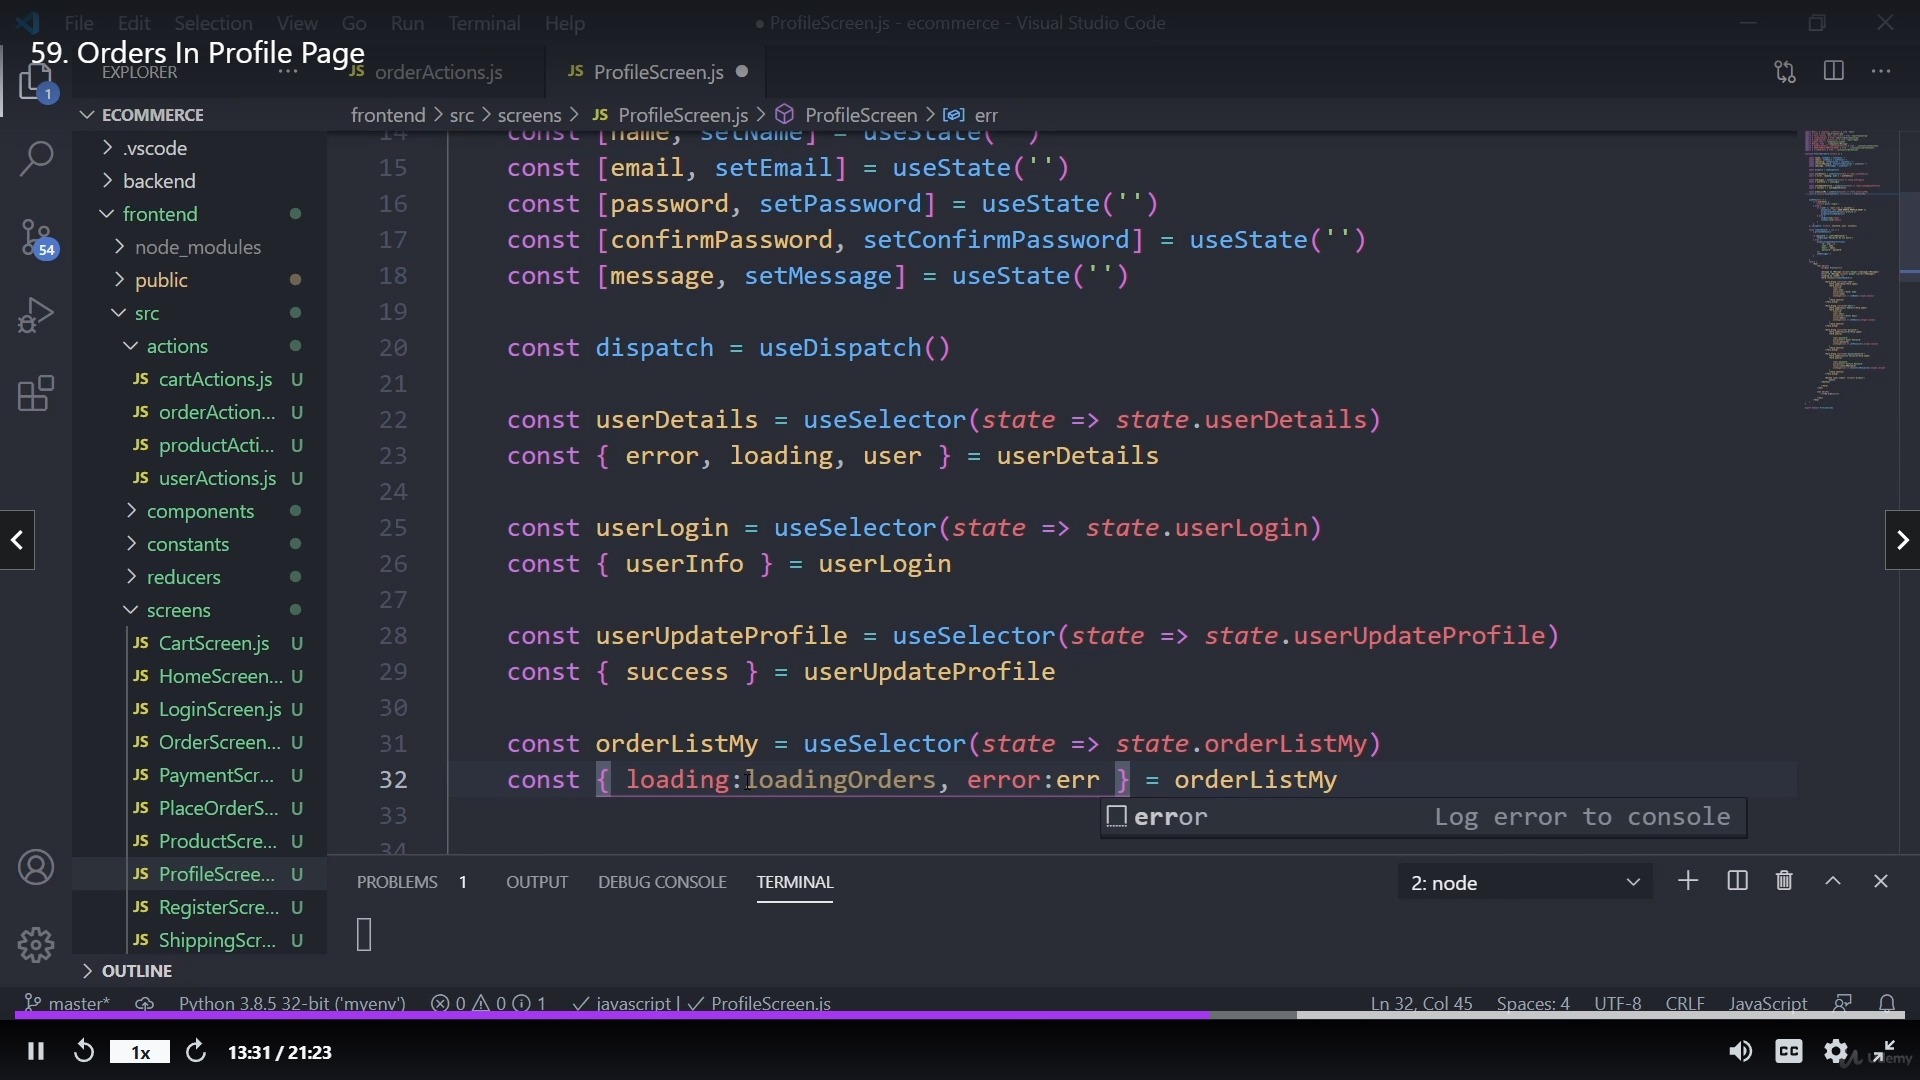 File Edit Selection View Go Run Terminal Help
● ProfileScreen.js - ecommerce - Visual Studio Code
59. Orders In Profile Page
EXPLORER ···
JS orderActions.js
JS ProfileScreen.js ●
1
ECOMMERCE
frontend > src > screens > JS ProfileScreen.js > ProfileScreen > err
.vscode
backend
frontend
node_modules
public
src
actions
JS cartActions.js U
JS orderAction... U
JS productActi... U
JS userActions.js U
components
constants
reducers
screens
JS CartScreen.js U
JS HomeScreen... U
JS LoginScreen.js U
JS OrderScreen... U
JS PaymentScr... U
JS PlaceOrderS... U
JS ProductScre... U
JS ProfileScree... U
JS RegisterScre... U
JS ShippingScr... U
OUTLINE
54
14 const [name, setName] = useState('')
15 const [email, setEmail] = useState('')
16 const [password, setPassword] = useState('')
17 const [confirmPassword, setConfirmPassword] = useState('')
18 const [message, setMessage] = useState('')
19
20 const dispatch = useDispatch()
21
22 const userDetails = useSelector(state => state.userDetails)
23 const { error, loading, user } = userDetails
24
25 const userLogin = useSelector(state => state.userLogin)
26 const { userInfo } = userLogin
27
28 const userUpdateProfile = useSelector(state => state.userUpdateProfile)
29 const { success } = userUpdateProfile
30
31 const orderListMy = useSelector(state => state.orderListMy)
32 const { loading:loadingOrders, error:err } = orderListMy
33
error Log error to console
34
PROBLEMS 1 OUTPUT DEBUG CONSOLE TERMINAL
2: node
master* Python 3.8.5 32-bit ('myenv') 0 0 1 javascript | ProfileScreen.js
Ln 32, Col 45 Spaces: 4 UTF-8 CRLF JavaScript
1x 13:31 / 21:23
CC
Udemy